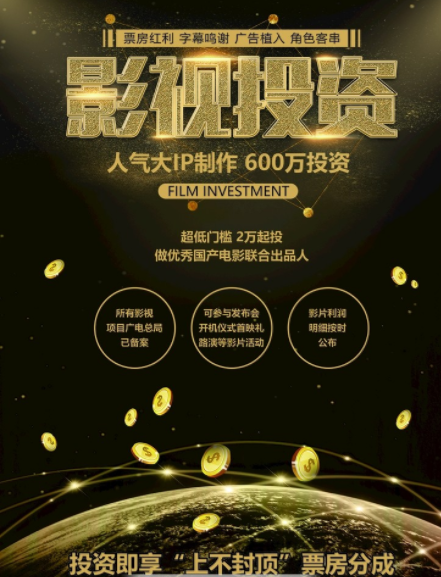 票房红利 字幕鸣谢 广告植入 角色客串
影视投资
人气大IP制作 600万投资
FILM INVESTMENT
超低门槛 2万起投
做优秀国产电影联合出品人
所有影视
项目广电总局
已备案
可参与发布会
开机仪式首映礼
路演等影片活动
影片利润
明细按时
公布
投资即享“上不封顶”票房分成